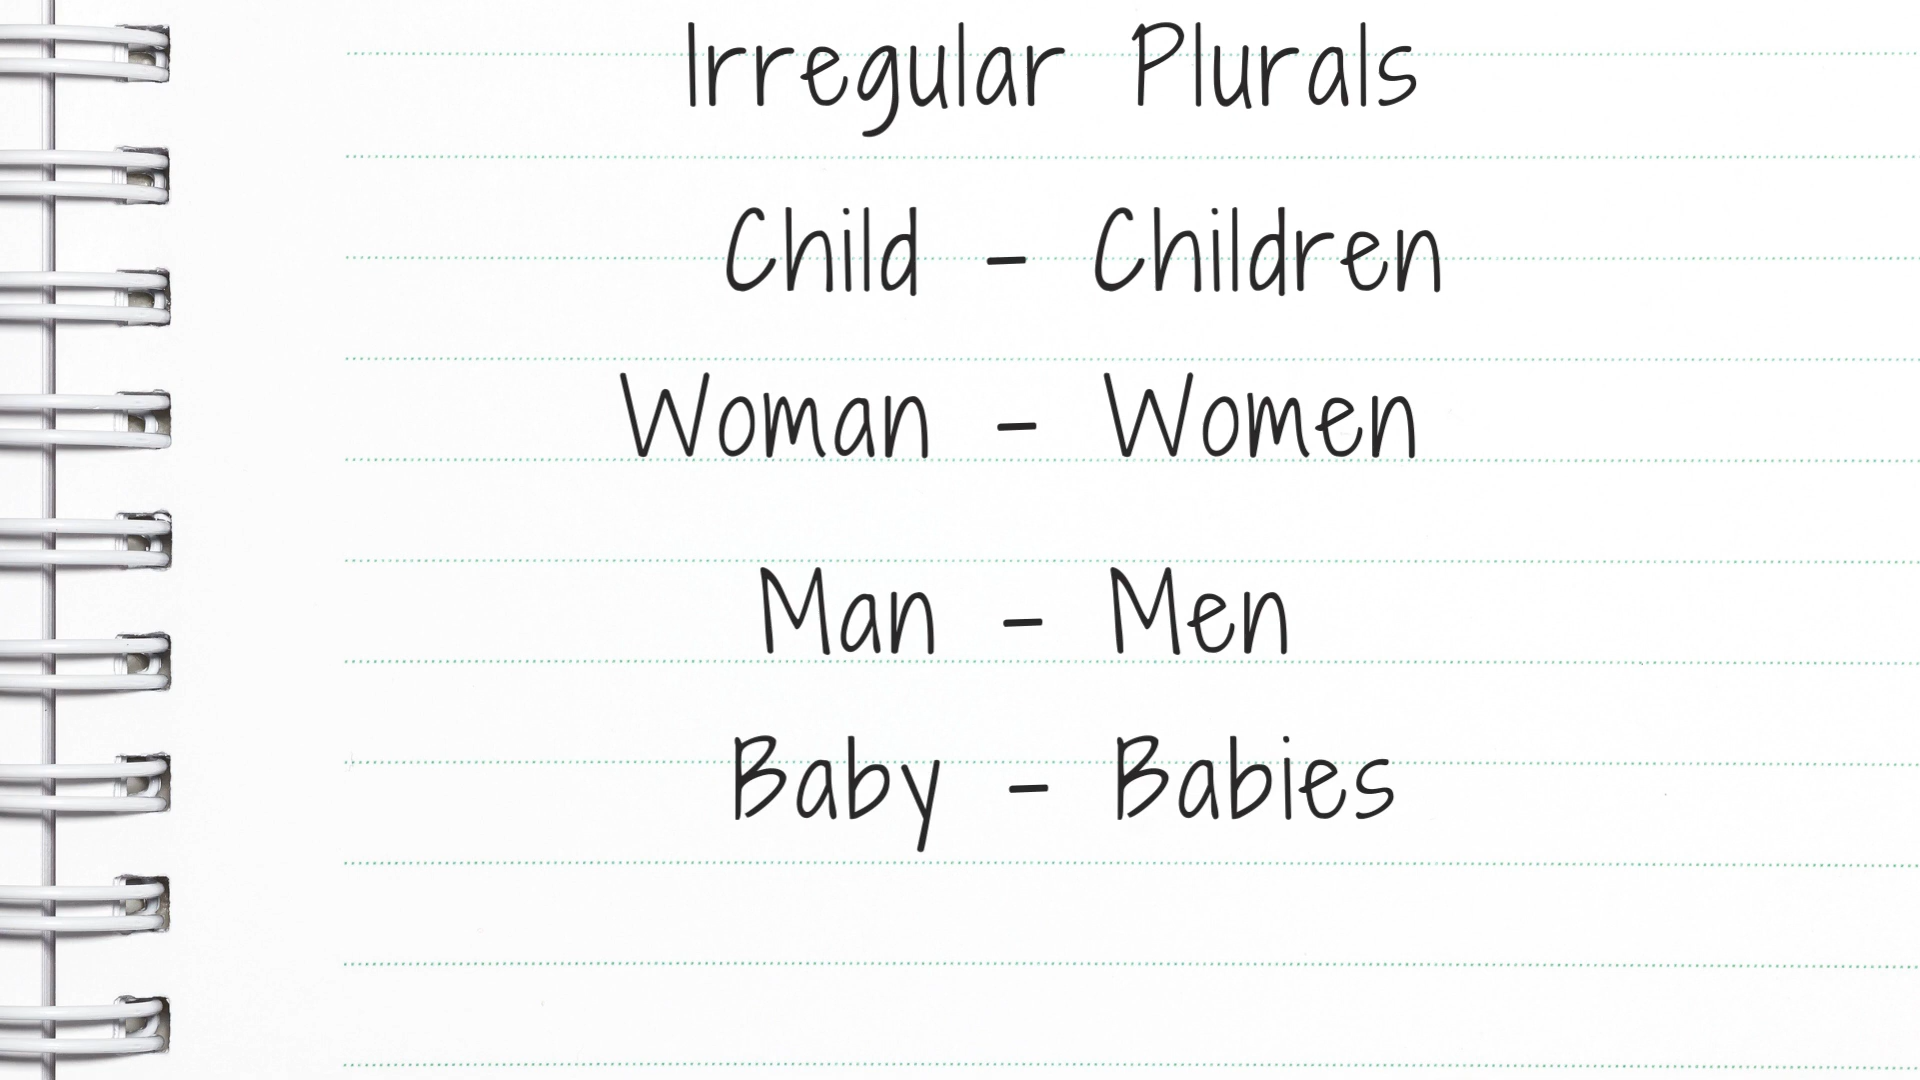 Irregular Plurals
Child - Children
Woman - Women
Man - Men
Baby - Babies